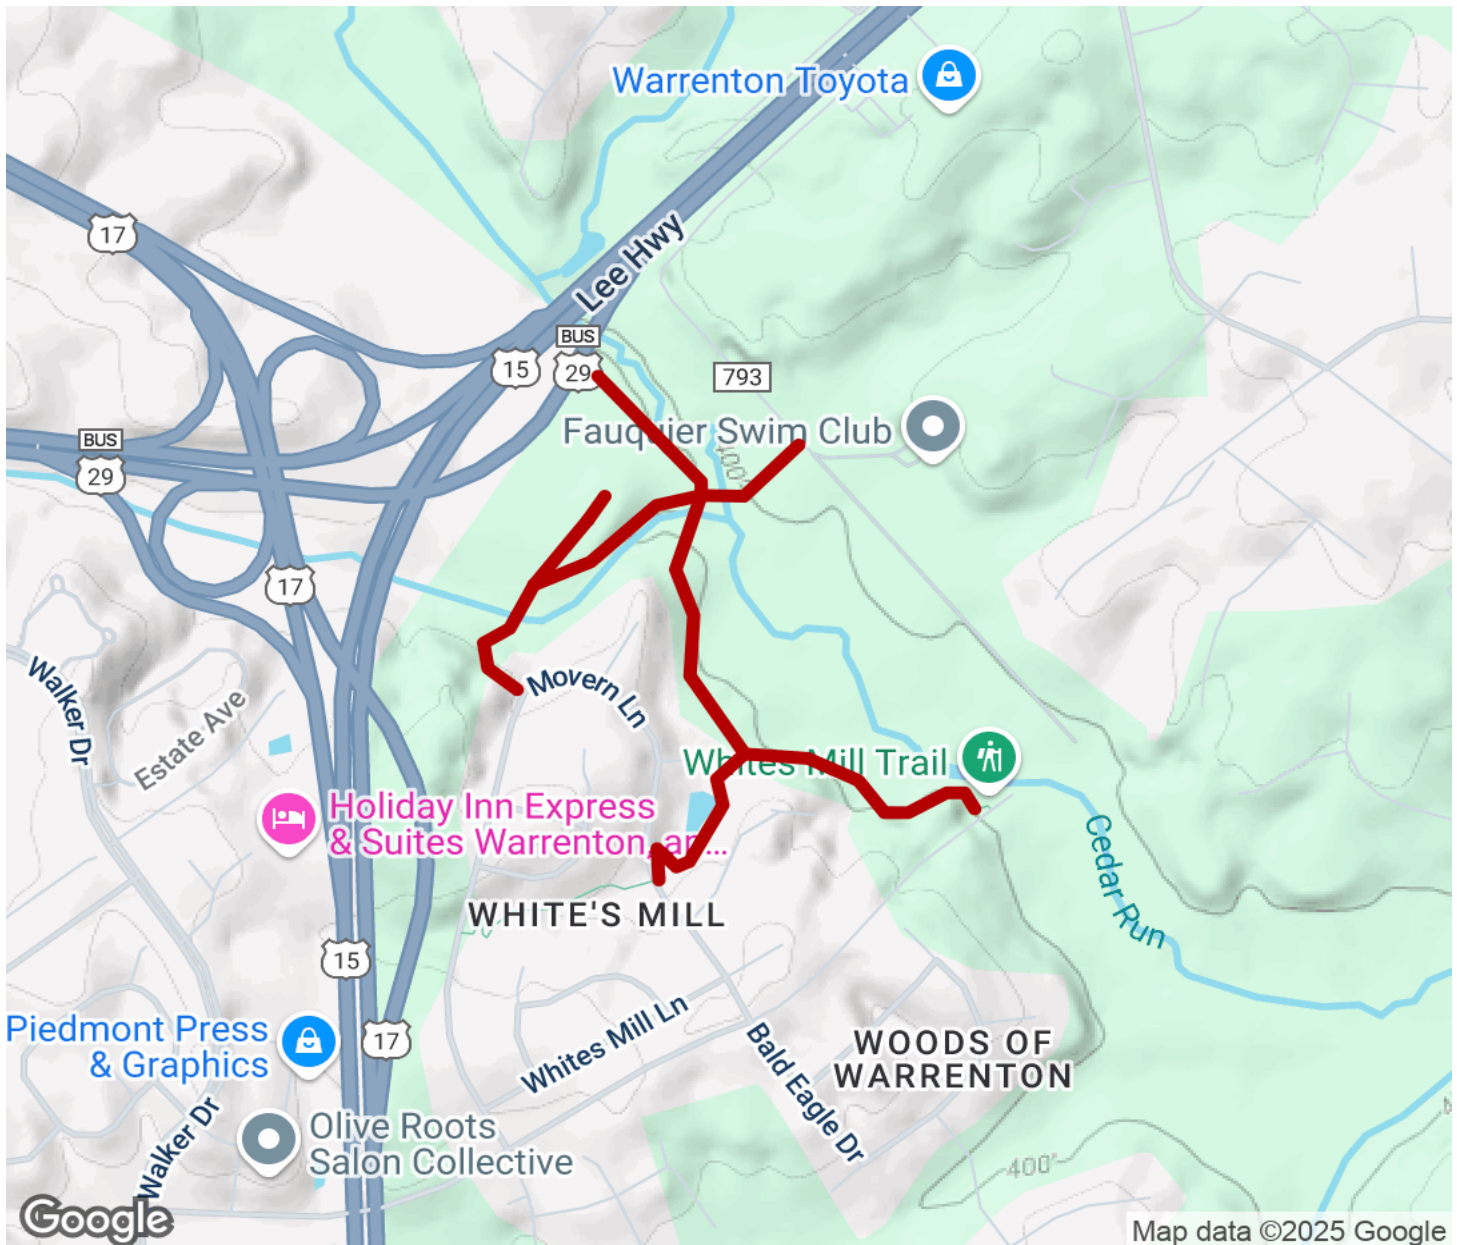 Warrenton Toyota
17
Lee Hwy
BUS
15
29
793
Fauquier Swim Club
400
BUS
29
17
Walker Dr
Estate Ave
Movern Ln
Whites Mill Trail
Holiday Inn Express
& Suites Warrenton, an...
Cedar Run
WHITE'S MILL
15
17
Piedmont Press
& Graphics
Whites Mill Ln
Bald Eagle Dr
WOODS OF
WARRENTON
Walker Dr
Olive Roots
Salon Collective
400'
Google
Map data ©2025 Google